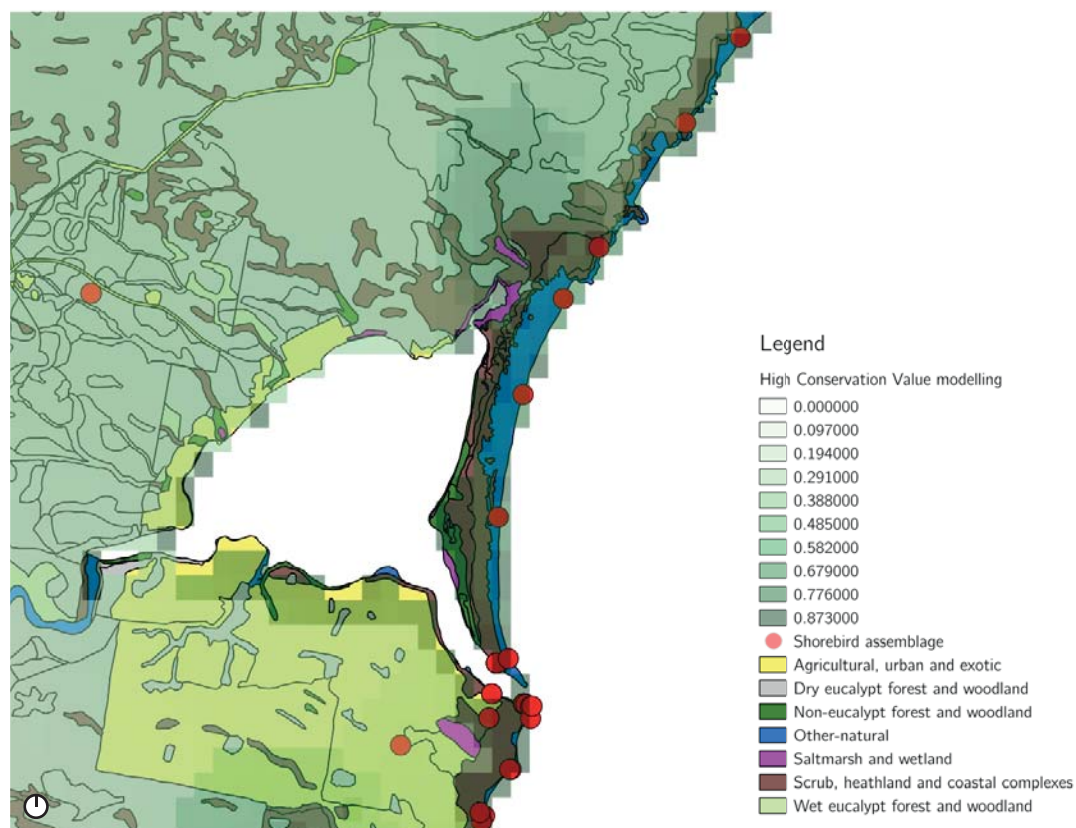 Legend
High Conservation Value modelling
0.000000
0.097000
0.194000
0.291000
0.388000
0.485000
0.582000
0.679000
0.776000
0.873000
Shorebird assemblage
Agricultural, urban and exotic
Dry eucalypt forest and woodland
Non-eucalypt forest and woodland
Other-natural
Saltmarsh and wetland
Scrub, heathland and coastal complexes
Wet eucalypt forest and woodland